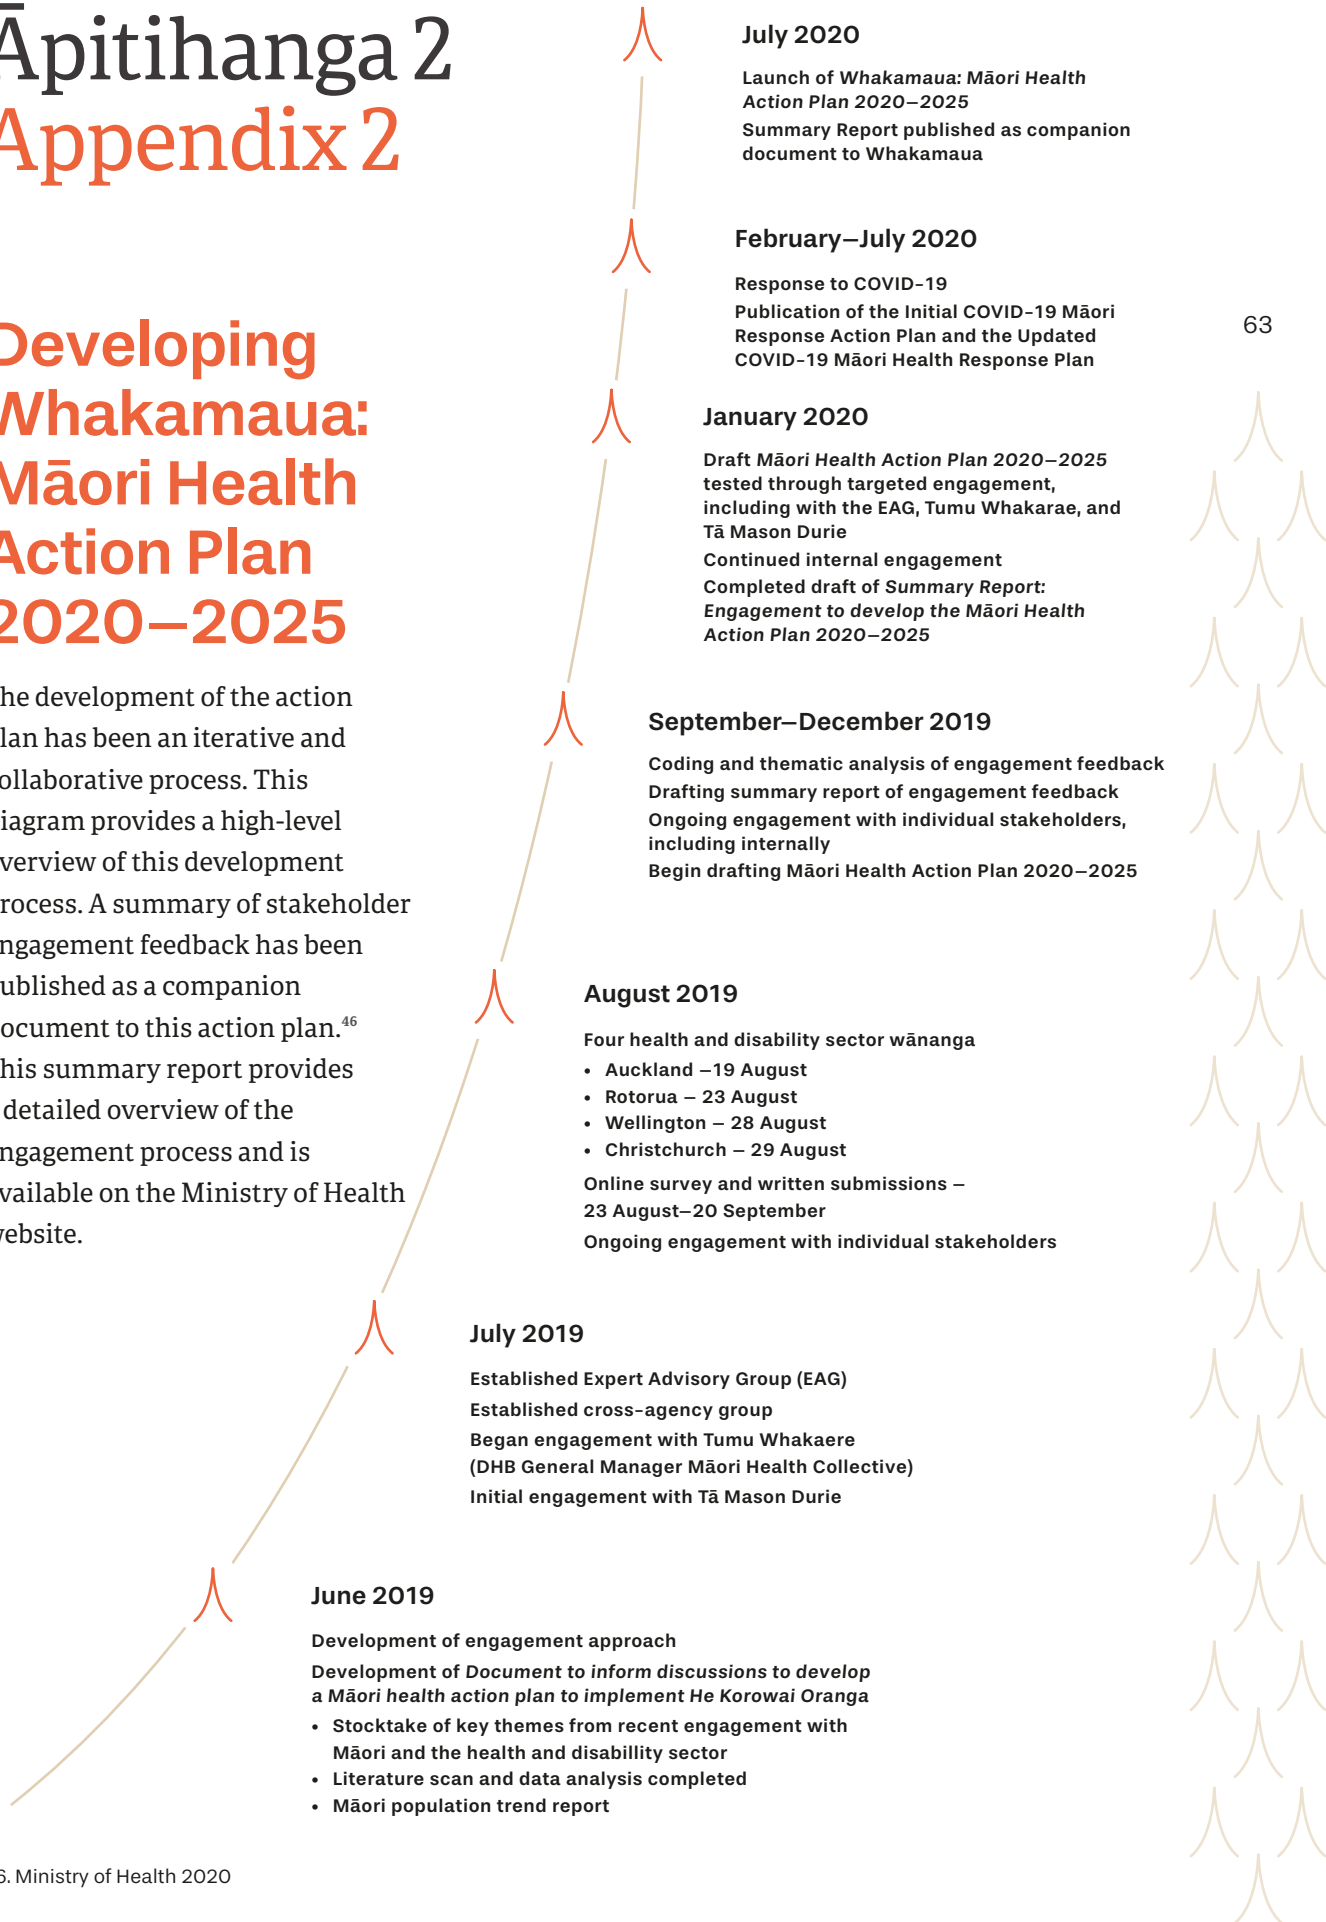 Āpitihanga 2
Appendix 2
Developing
Whakamaua:
Māori Health
Action Plan
2020–2025
he development of the action
lan has been an iterative and
ollaborative process. This
iagram provides a high-level
verview of this development
rocess. A summary of stakeholder
ngagement feedback has been
ublished as a companion
ocument to this action plan.46
his summary report provides
detailed overview of the
ngagement process and is
vailable on the Ministry of Health
ebsite.
July 2020
Launch of Whakamaua: Māori Health
Action Plan 2020–2025
Summary Report published as companion
document to Whakamaua
February–July 2020
Response to COVID-19
Publication of the Initial COVID-19 Māori
Response Action Plan and the Updated
COVID-19 Māori Health Response Plan
63
January 2020
Draft Māori Health Action Plan 2020–2025
tested through targeted engagement,
including with the EAG, Tumu Whakarae, and
Tā Mason Durie
Continued internal engagement
Completed draft of Summary Report:
Engagement to develop the Māori Health
Action Plan 2020–2025
September–December 2019
Coding and thematic analysis of engagement feedback
Drafting summary report of engagement feedback
Ongoing engagement with individual stakeholders,
including internally
Begin drafting Māori Health Action Plan 2020–2025
August 2019
Four health and disability sector wānanga
• Auckland –19 August
• Rotorua – 23 August
• Wellington – 28 August
• Christchurch – 29 August
Online survey and written submissions –
23 August–20 September
Ongoing engagement with individual stakeholders
July 2019
Established Expert Advisory Group (EAG)
Established cross-agency group
Began engagement with Tumu Whakaere
(DHB General Manager Māori Health Collective)
Initial engagement with Tā Mason Durie
June 2019
Development of engagement approach
Development of Document to inform discussions to develop
a Māori health action plan to implement He Korowai Oranga
• Stocktake of key themes from recent engagement with
Māori and the health and disabillity sector
• Literature scan and data analysis completed
• Māori population trend report
6. Ministry of Health 2020